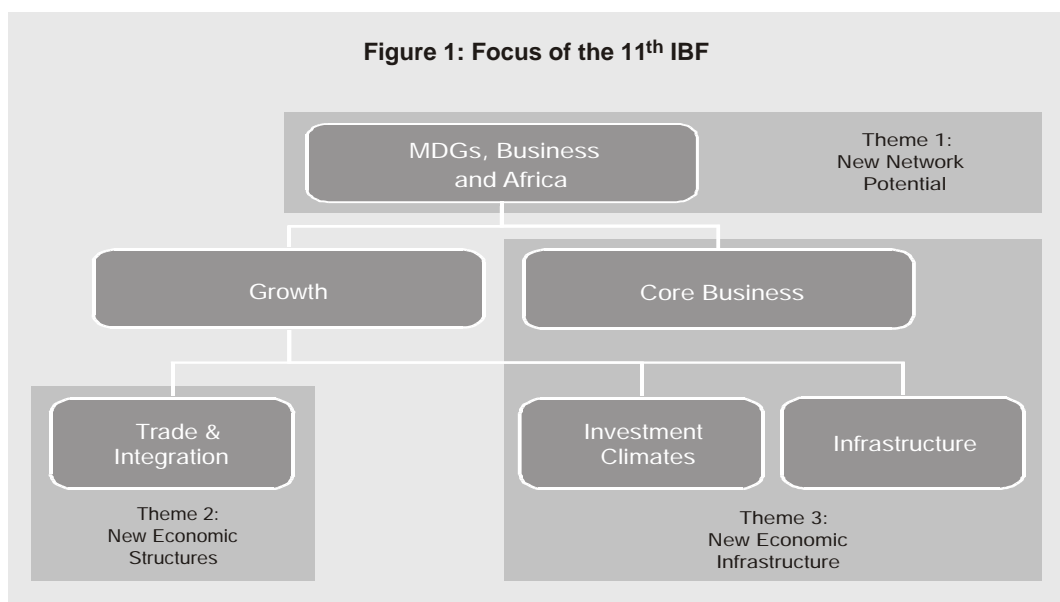 Figure 1: Focus of the 11th IBF
MDGs, Business
and Africa
Theme 1:
New Network
Potential
Growth
Core Business
Trade &
Integration
Investment
Climates
Infrastructure
Theme 2:
New Economic
Structures
Theme 3:
New Economic
Infrastructure